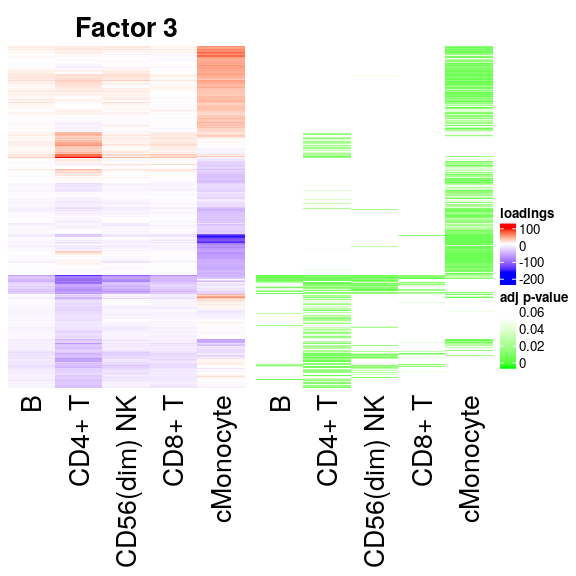 Factor 3
loadings
100
0
-100
-200
adj p-value
0.06
0.04
0.02
0
B
CD4+ T
CD56(dim) NK
CD8+ T
cMonocyte
B
CD4+ T
CD56(dim) NK
CD8+ T
cMonocyte